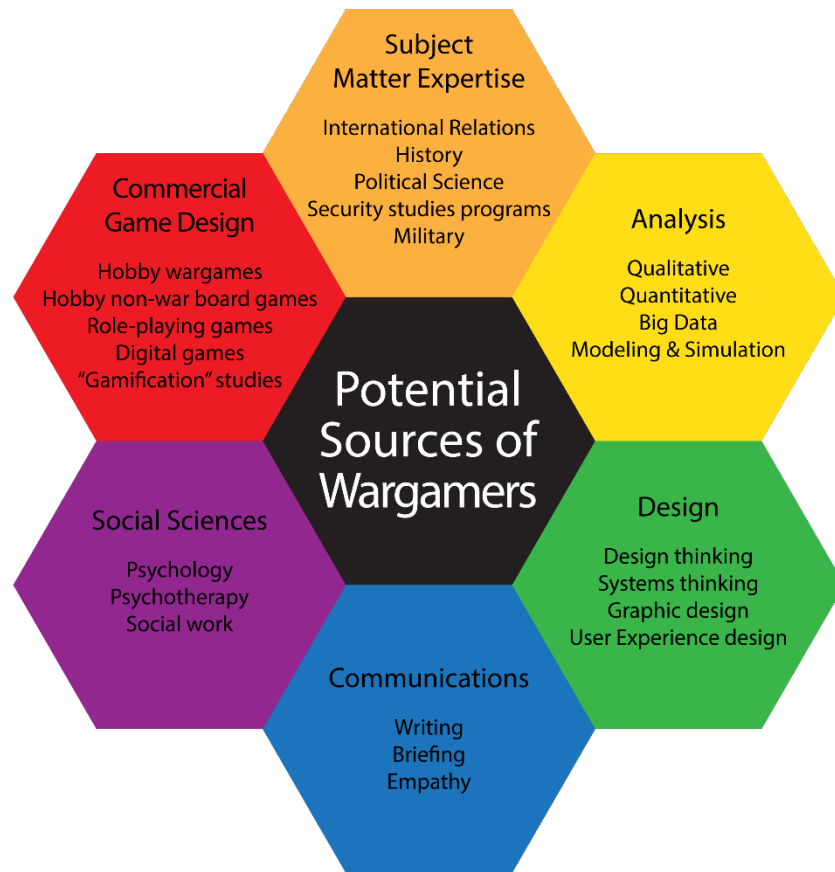 Subject
Matter Expertise
International Relations
History
Political Science
Security studies programs
Military
Commercial
Game Design
Hobby wargames
Hobby non-war board games
Role-playing games
Digital games
“Gamification” studies
Analysis
Qualitative
Quantitative
Big Data
Modeling & Simulation
Potential
Sources of
Wargamers
Social Sciences
Psychology
Psychotherapy
Social work
Design
Design thinking
Systems thinking
Graphic design
User Experience design
Communications
Writing
Briefing
Empathy